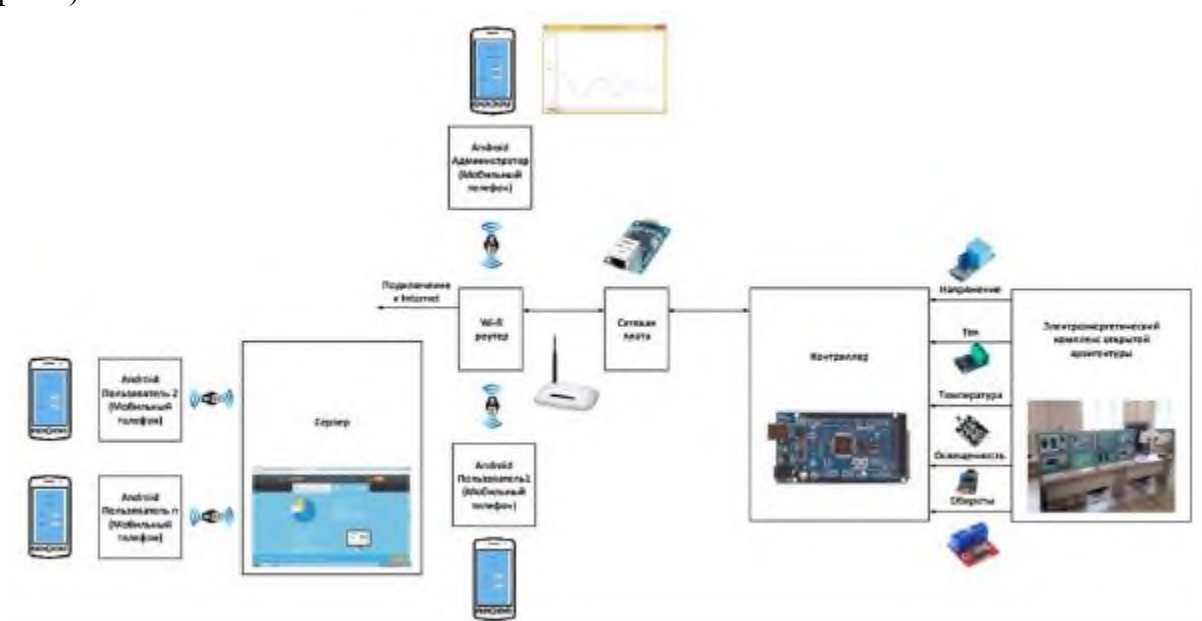 Android
Администратор
(Мобильный
телефон)
Подключение
к Internet
Wi-fi
роутер
Сетевая
плата
Контроллер
Напряжение
Ток
Температура
Освещенность
Обороты
Электроэнергетический
комплекс открытой
Android
Пользователь 2
(Мобильный
телефон)
Android
Пользователь n
(Мобильный
телефон)
Сервер
Android
Пользователь1
(Мобильный
телефон)